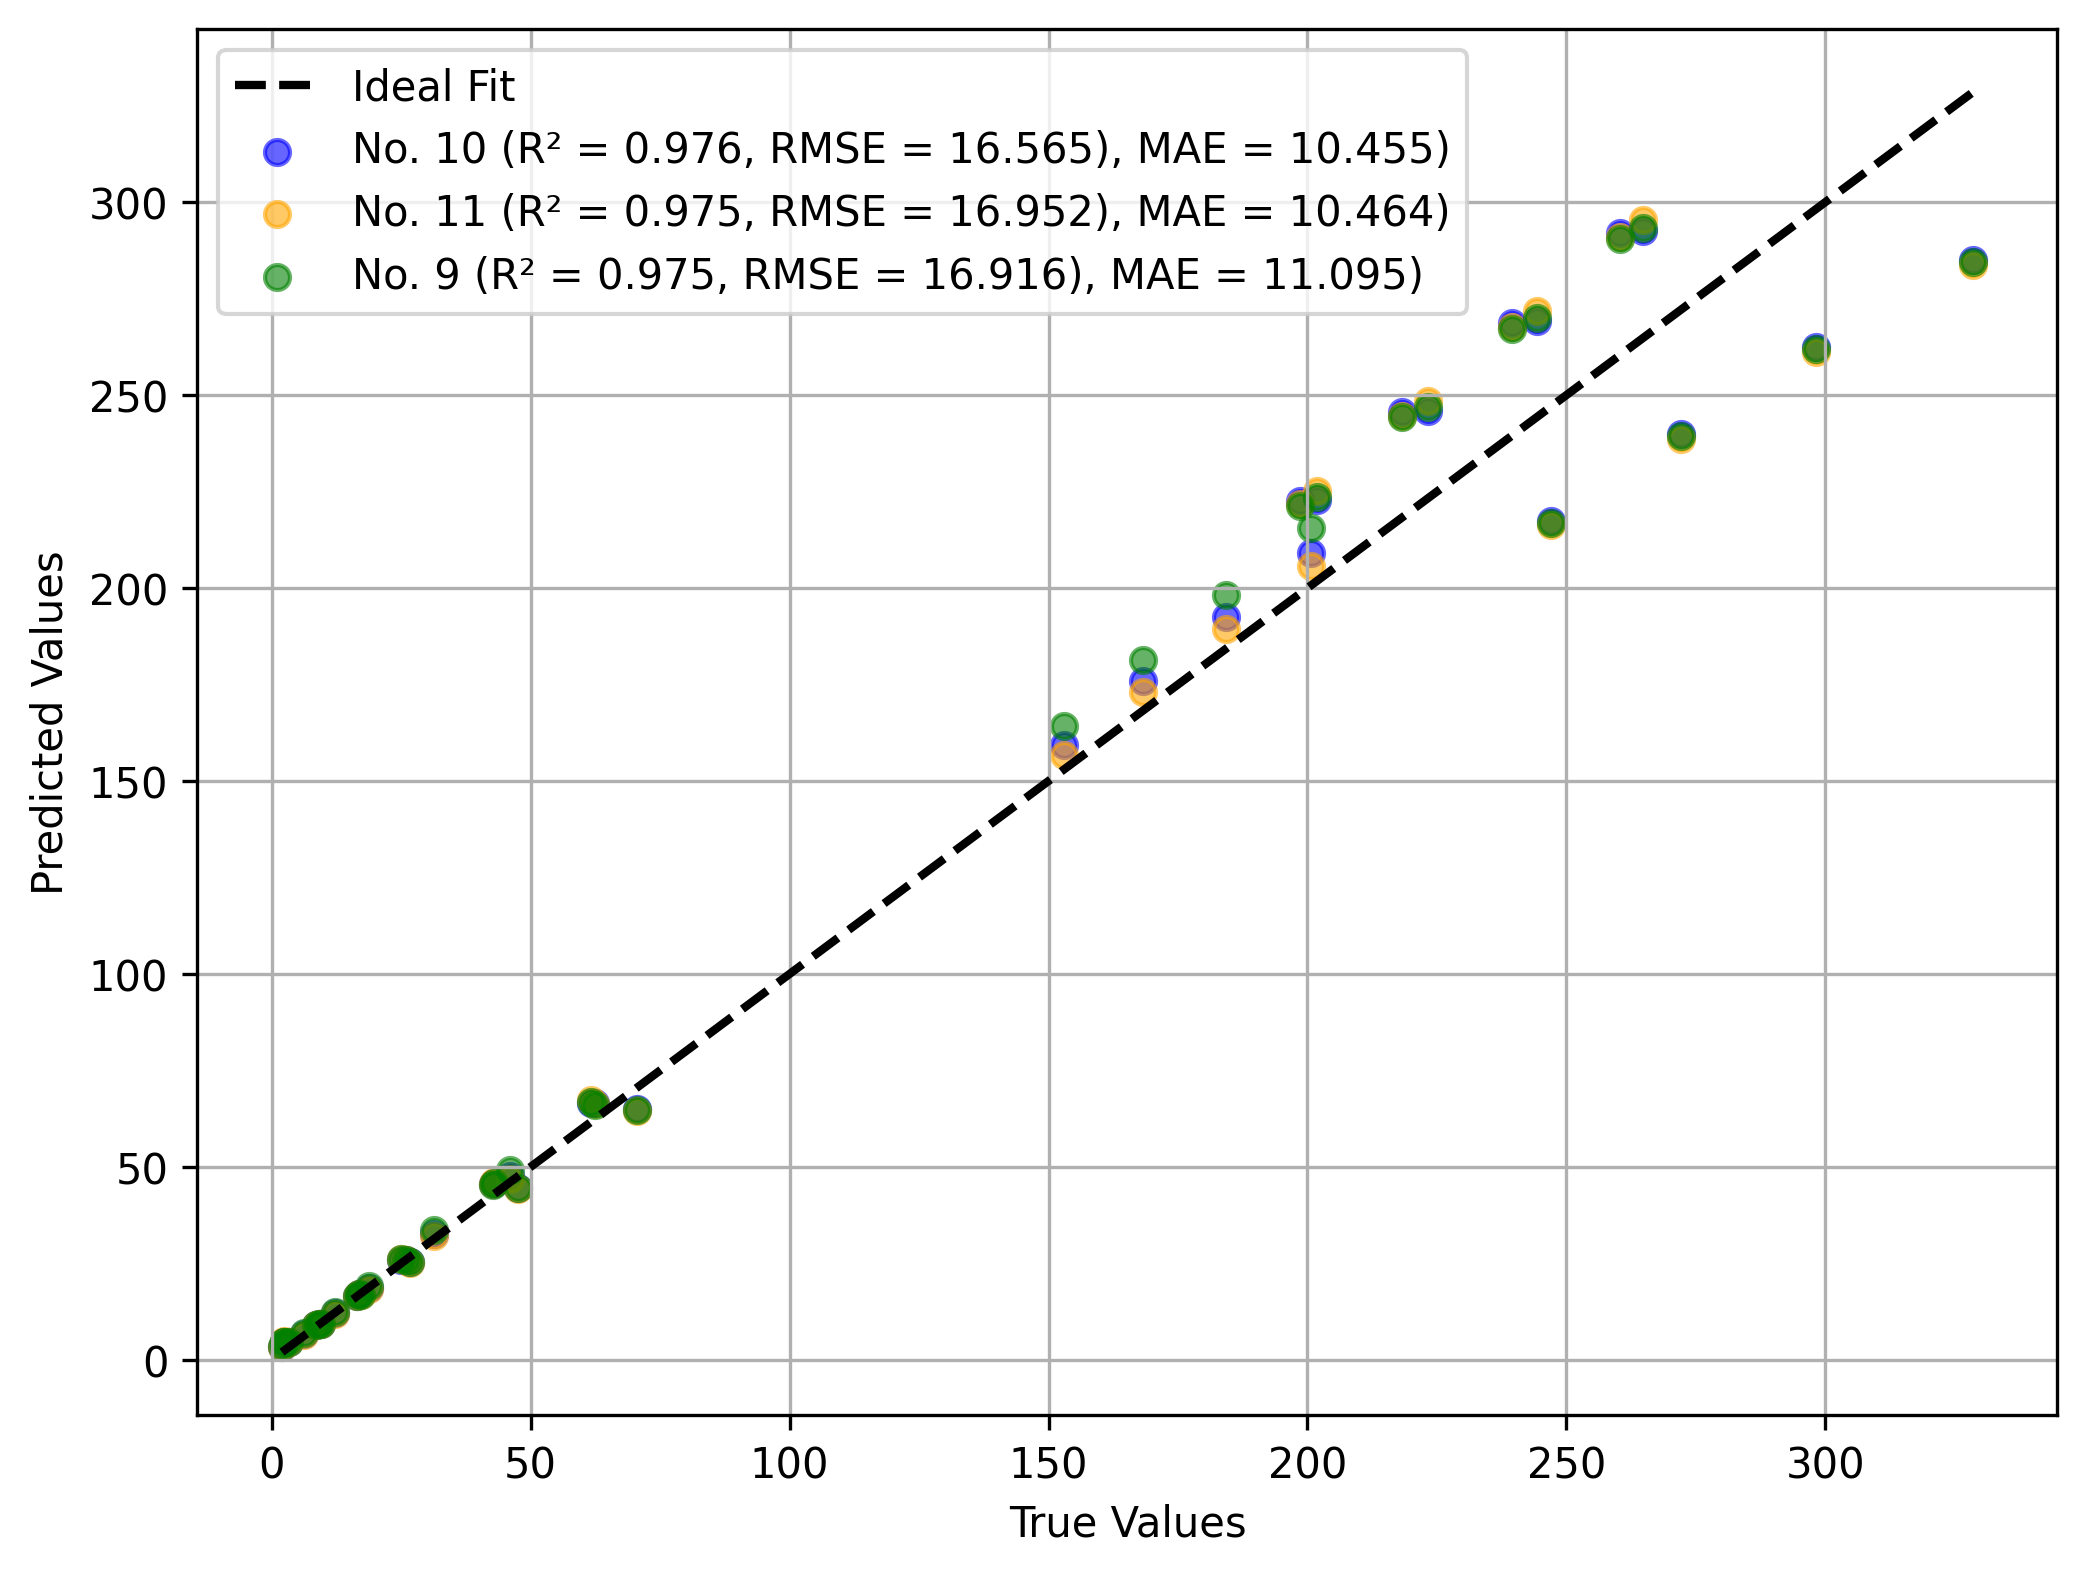 Ideal Fit
No. 10 (R² = 0.976, RMSE = 16.565), MAE = 10.455)
No. 11 (R² = 0.975, RMSE = 16.952), MAE = 10.464)
No. 9 (R² = 0.975, RMSE = 16.916), MAE = 11.095)
300
250
200
150
100
50
0
Predicted Values
0 50 100 150 200 250 300
True Values